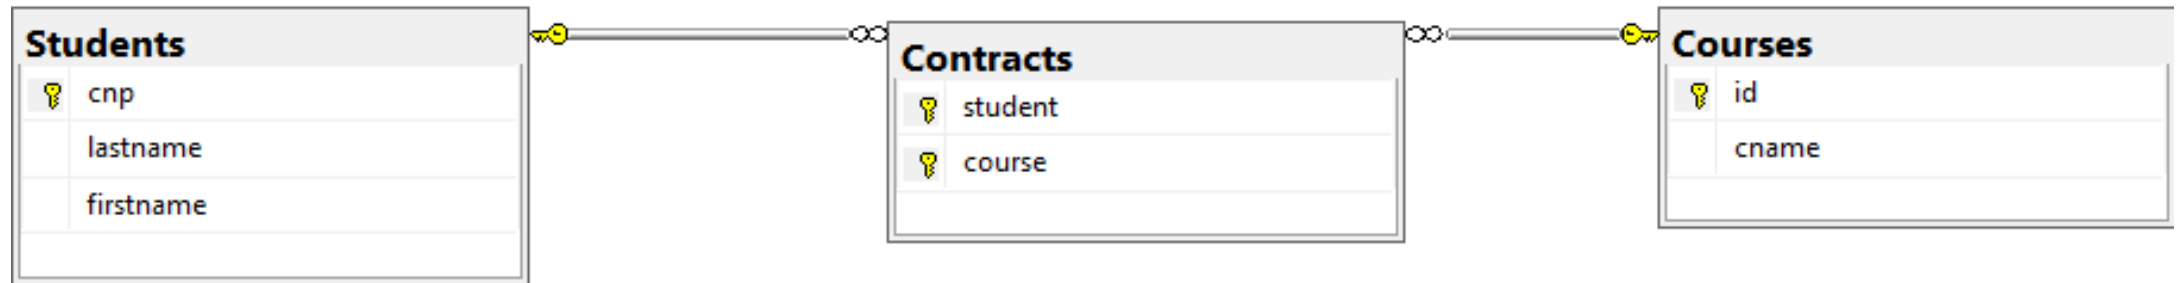 Students
cnp
lastname
firstname
Contracts
student
course
Courses
id
cname